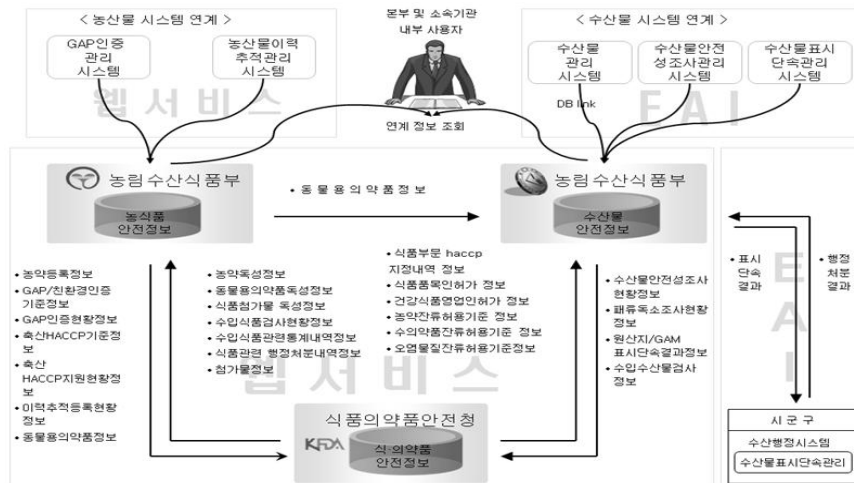 < 농산물 시스템 연계 >
GAP인증
관리
시스템
농산물이력
추적관리
시스템
웹서비스
본부 및 소속기관
내부 사용자
연계 정보 조회
< 수산물 시스템 연계 >
수산물
관리
시스템
수산물안전
성조사관리
시스템
수산물표시
단속관리
시스템
DB link
EAI
농림수산식품부
농식품
안전정보
• 동물용의약품정보
농림수산식품부
수산물
안전정보
• 농약등록정보
• GAP/친환경인증
기준정보
• GAP인증현황정보
• 축산HACCP기준정
보
• 축산
HACCP지원현황정
보
• 이력추적등록현황
정보
• 동물용의약품정보
• 농약독성정보
• 동물용의약품독성정보
• 식품첨가물 독성정보
• 수입식품검사현황정보
• 수입식품관련통계내역정보
• 식품관련 행정처분내역정보
• 첨가물정보
• 식품부문 haccp
지정내역 정보
• 식품품목인허가 정보
• 건강식품영업인허가 정보
• 농약잔류허용기준 정보
• 수의약품잔류허용기준 정보
• 오염물질잔류허용기준정보
• 수산물안전성조사
현황정보
• 패류독소조사현황
정보
• 원산지/GAM
표시단속결과정보
• 수입수산물검사
정보
웹서비스
식품의약품안전청
KFDA
식·의약품
안전정보
• 표시
단속
결과
• 행정
처분
결과
EAI
시군구
수산행정시스템
수산물표시단속관리